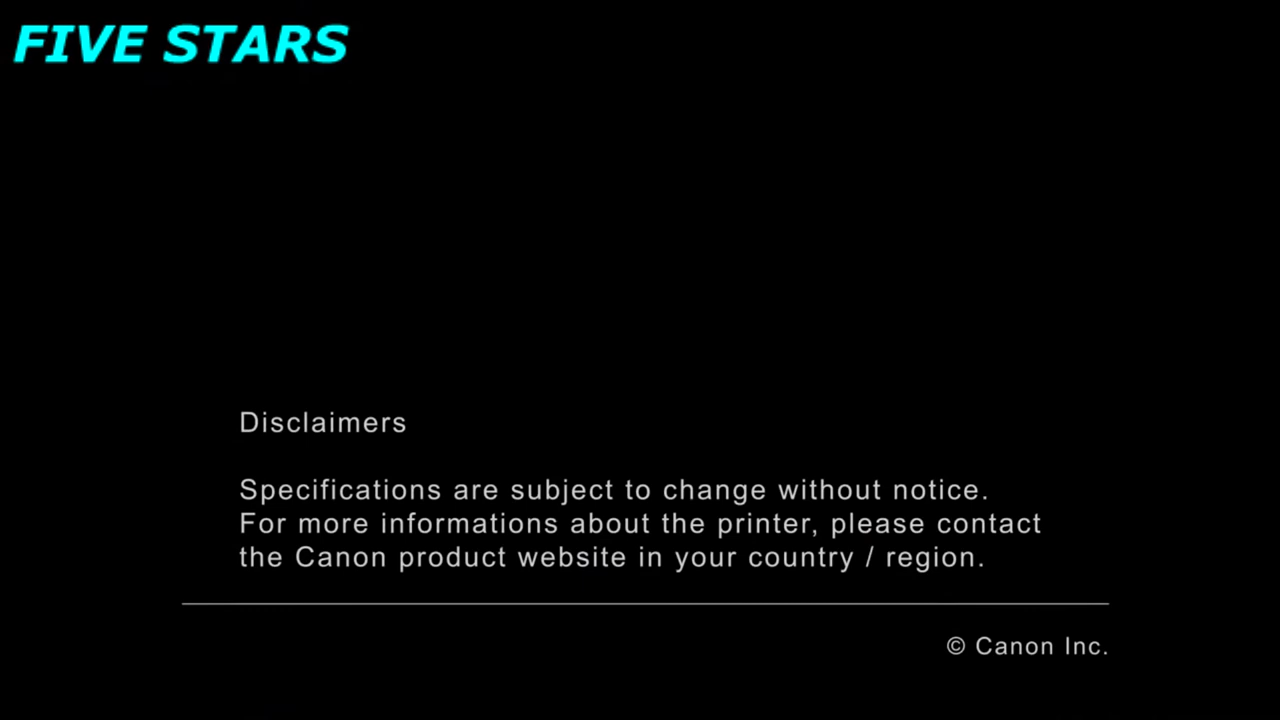 FIVE STARS
Disclaimers
Specifications are subject to change without notice.
For more informations about the printer, please contact
the Canon product website in your country / region.
© Canon Inc.